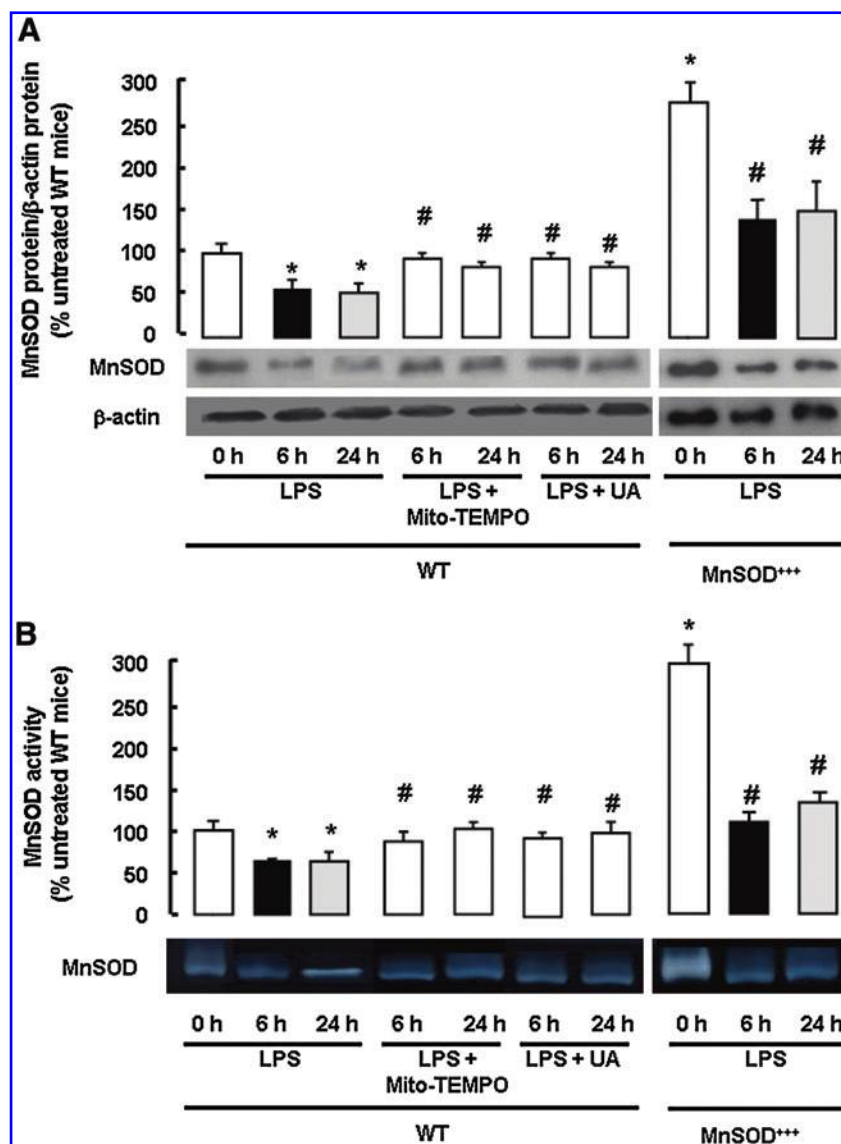 A
MnSOD protein/β-actin protein
(% untreated WT mice)
300
250
200
150
100
50
0
* * # # # # * # #
MnSOD
β-actin
0 h 6 h 24 h 6 h 24 h 6 h 24 h 0 h 6 h 24 h
LPS LPS + LPS + UA LPS
Mito-TEMPO
WT MnSOD+++
B
MnSOD activity
(% untreated WT mice)
300
250
200
150
100
50
0
* * # # # # * # #
MnSOD
0 h 6 h 24 h 6 h 24 h 6 h 24 h 0 h 6 h 24 h
LPS LPS + LPS + UA LPS
Mito-TEMPO
WT MnSOD+++